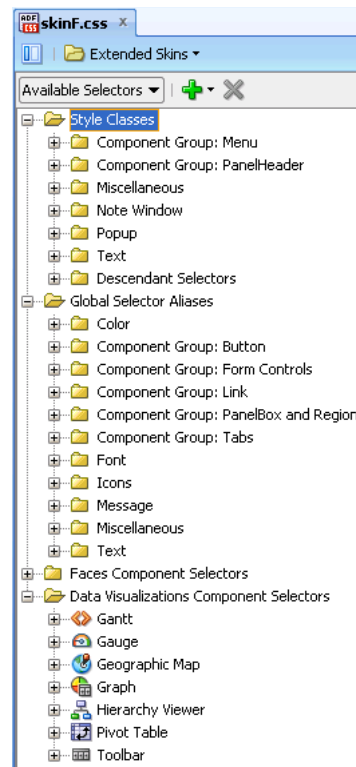 ADF
CSS
skinF.css x
Extended Skins
Available Selectors
Style Classes
Component Group: Menu
Component Group: PanelHeader
Miscellaneous
Note Window
Popup
Text
Descendant Selectors
Global Selector Aliases
Color
Component Group: Button
Component Group: Form Controls
Component Group: Link
Component Group: PanelBox and Region
Component Group: Tabs
Font
Icons
Message
Miscellaneous
Text
Faces Component Selectors
Data Visualizations Component Selectors
Gantt
Gauge
Geographic Map
Graph
Hierarchy Viewer
Pivot Table
Toolbar